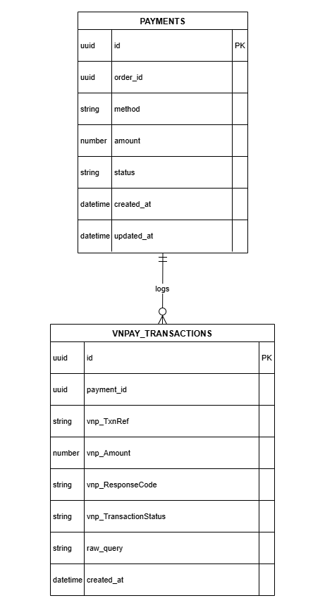 PAYMENTS
uuid id PK
uuid order_id
string method
number amount
string status
datetime created_at
datetime updated_at
logs
VNPAY_TRANSACTIONS
uuid id PK
uuid payment_id
string vnp_TxnRef
number vnp_Amount
string vnp_ResponseCode
string vnp_TransactionStatus
string raw_query
datetime created_at